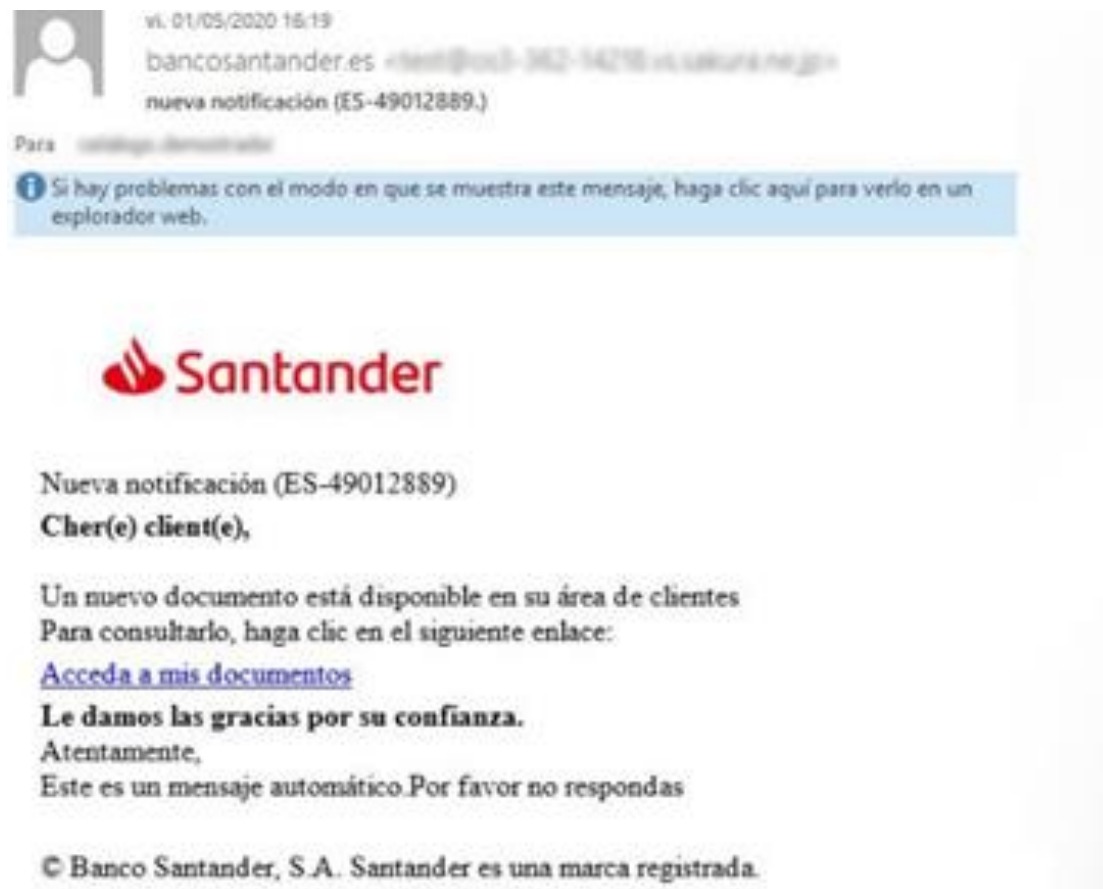 vi. 01/05/2020 16:19
bancosantander.es
nueva notificación (ES-49012889.)
Para
Si hay problemas con el modo en que se muestra este mensaje, haga clic aquí para verlo en un
explorador web.
Santander
Nueva notificación (ES-49012889)
Cher(e) client(e),
Un nuevo documento está disponible en su área de clientes
Para consultarlo, haga clic en el siguiente enlace:
Acceda a mis documentos
Le damos las gracias por su confianza.
Atentamente,
Este es un mensaje automático.Por favor no respondas
© Banco Santander, S.A. Santander es una marca registrada.